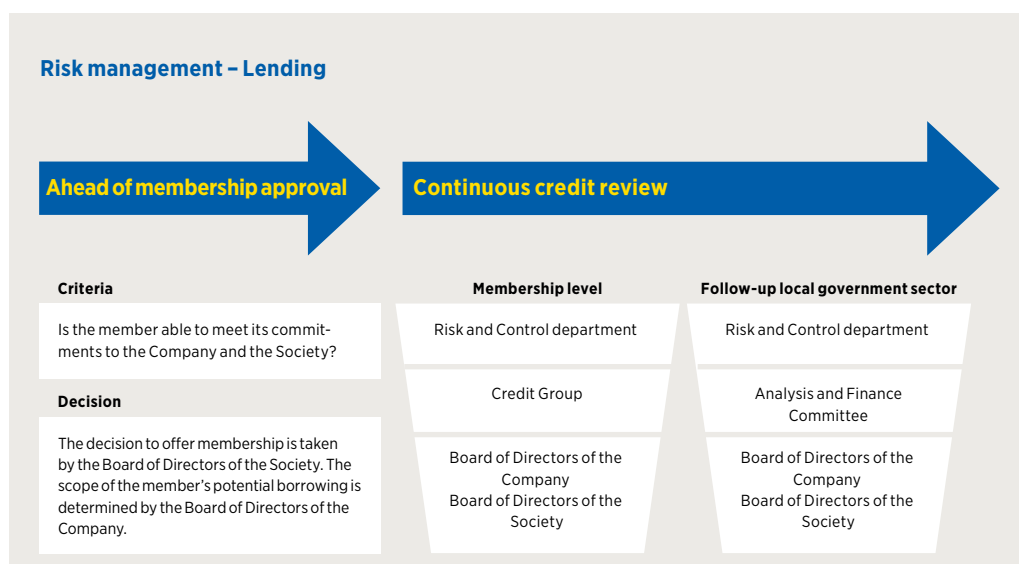 Risk management – Lending
Ahead of membership approval
Continuous credit review
Criteria
Is the member able to meet its commit-
ments to the Company and the Society?
Decision
The decision to offer membership is taken
by the Board of Directors of the Society. The
scope of the member's potential borrowing is
determined by the Board of Directors of the
Company.
Membership level
Risk and Control department
Credit Group
Board of Directors of the
Company
Board of Directors of the
Society
Follow-up local government sector
Risk and Control department
Analysis and Finance
Committee
Board of Directors of the
Company
Board of Directors of the
Society